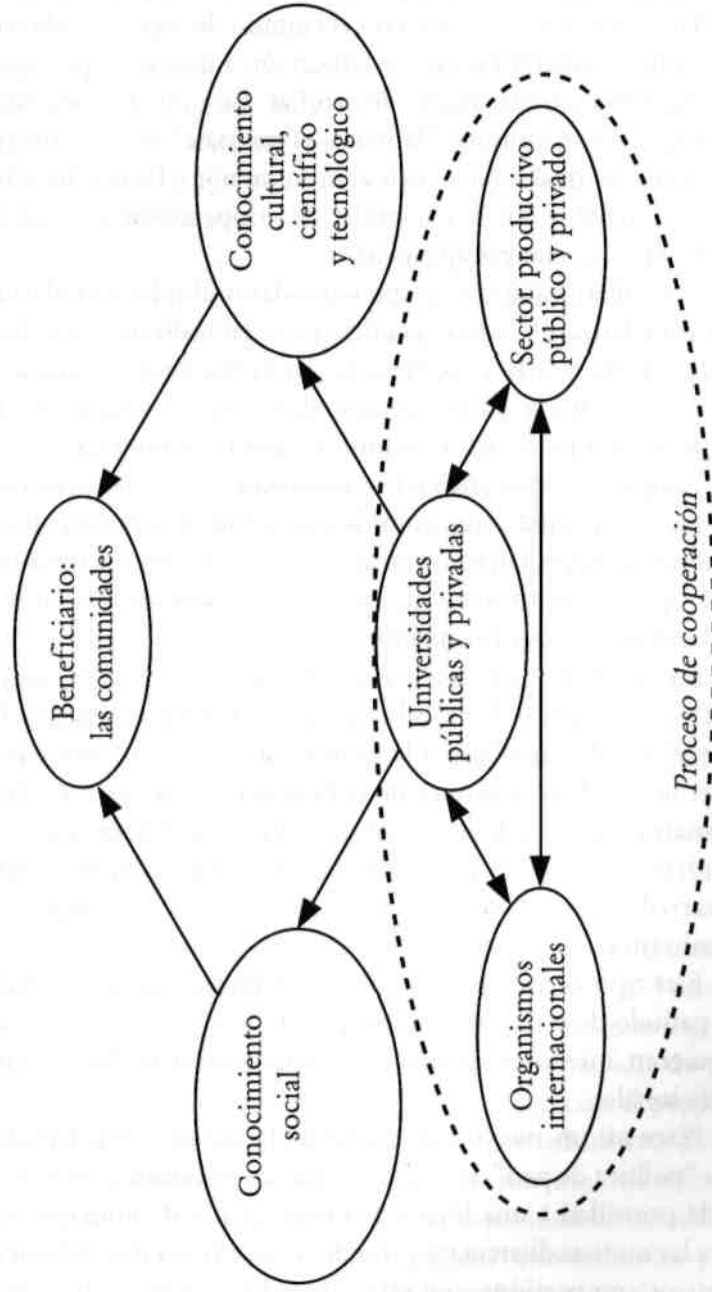 Beneficiario:
las comunidades
Conocimiento
social
Conocimiento
cultural,
científico
y tecnológico
Universidades
públicas y privadas
Organismos
internacionales
Sector productivo
público y privado
Proceso de cooperación